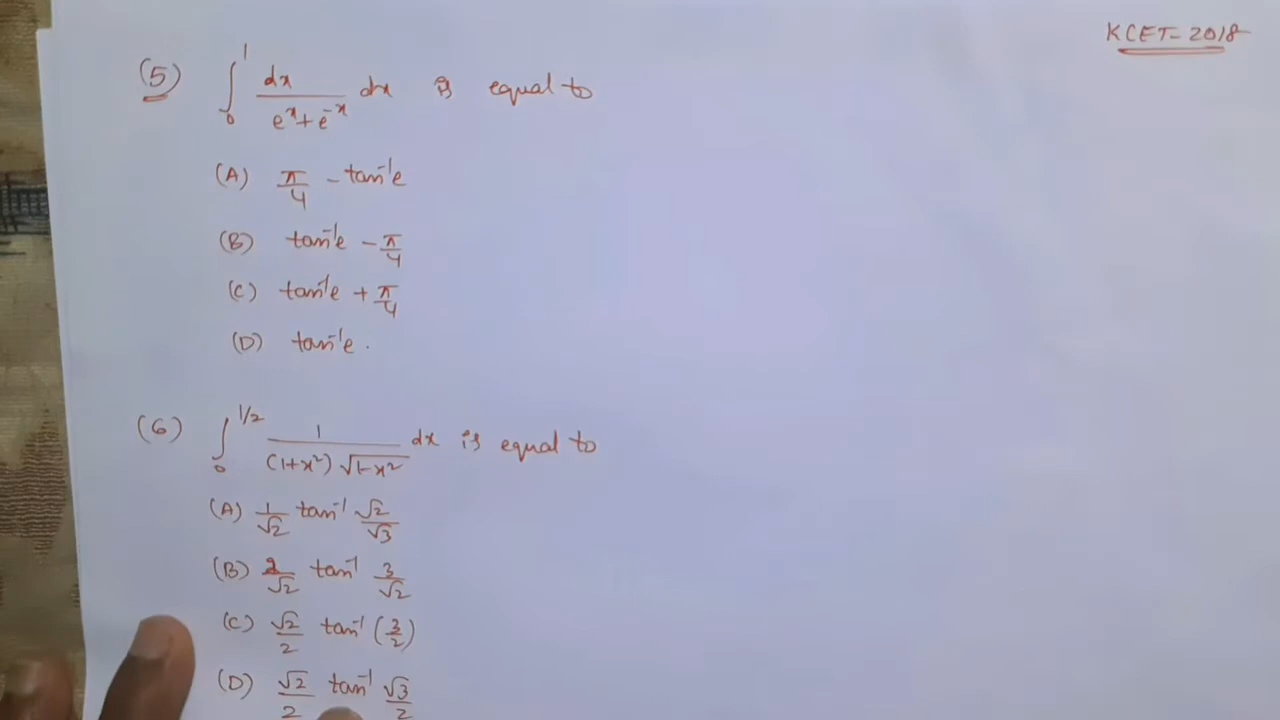 KCET-2018
(5) ∫₀¹ dx/(eˣ+e⁻ˣ) dx is equal to
(A) π/4 - tan⁻¹e
(B) tan⁻¹e - π/4
(C) tan⁻¹e + π/4
(D) tan⁻¹e.
(6) ∫₀^1/2 1/((1+x²)√(1-x²)) dx is equal to
(A) 1/√2 tan⁻¹ √2/√3
(B) 2/√2 tan⁻¹ 3/√2
(C) √2/2 tan⁻¹ (3/2)
(D) √2/2 tan⁻¹ √3/2